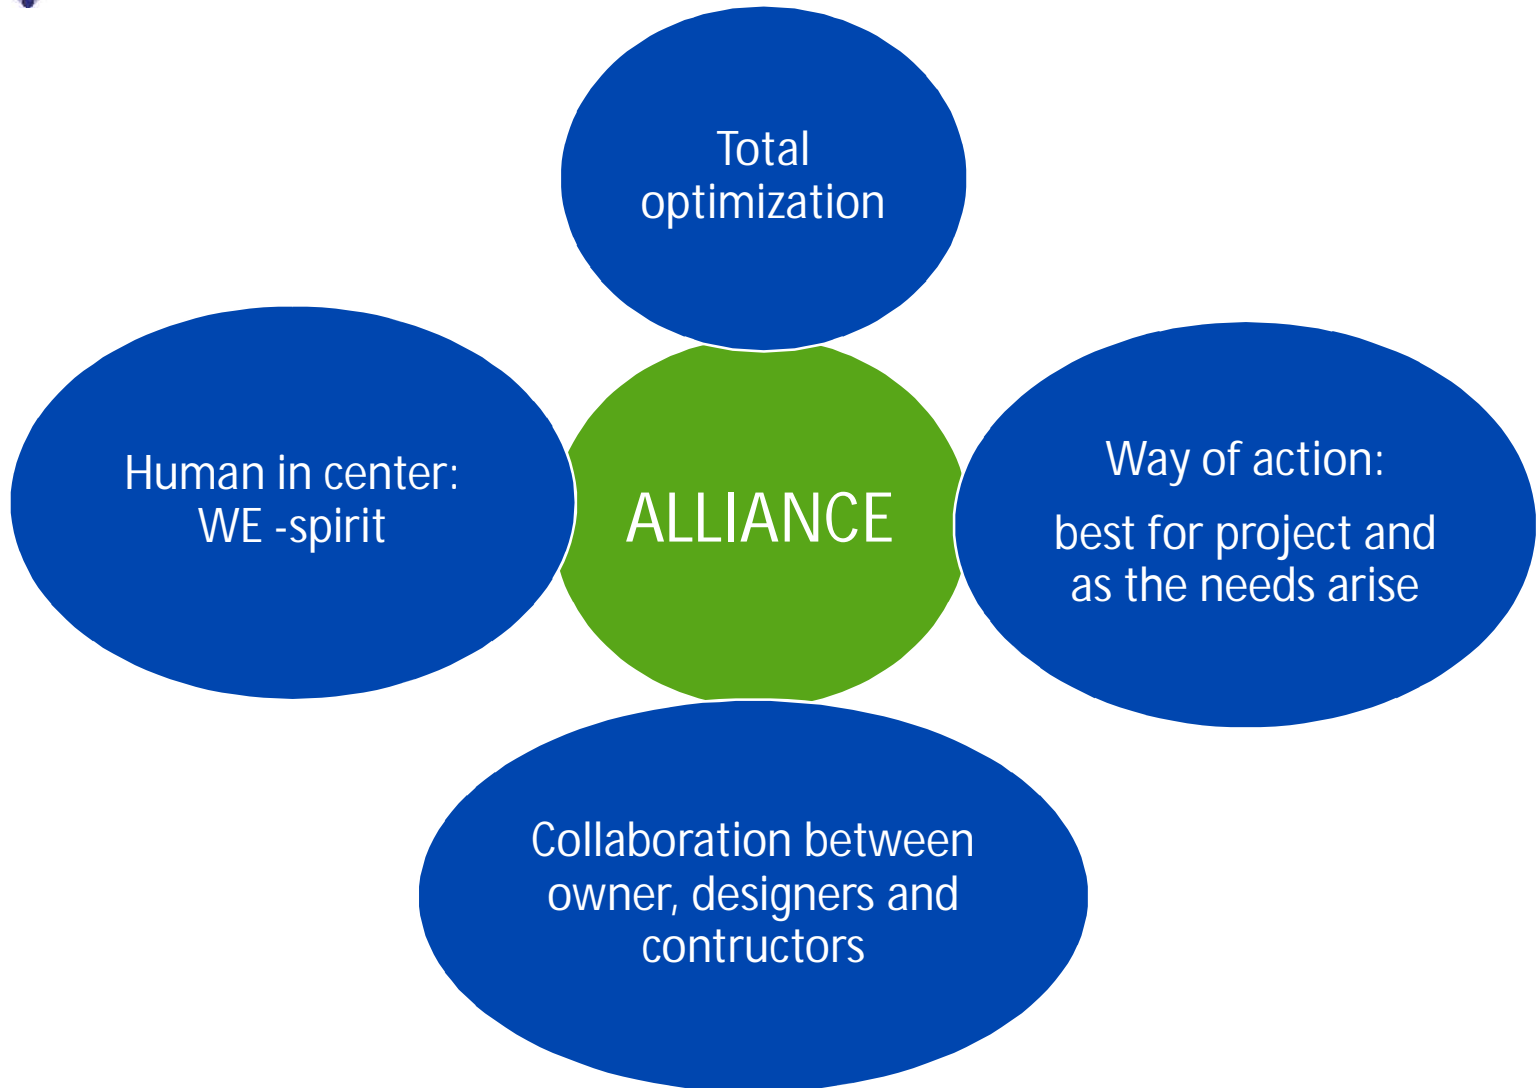 Total
optimization
Human in center:
WE -spirit
ALLIANCE
Way of action:
best for project and
as the needs arise
Collaboration between
owner, designers and
contructors